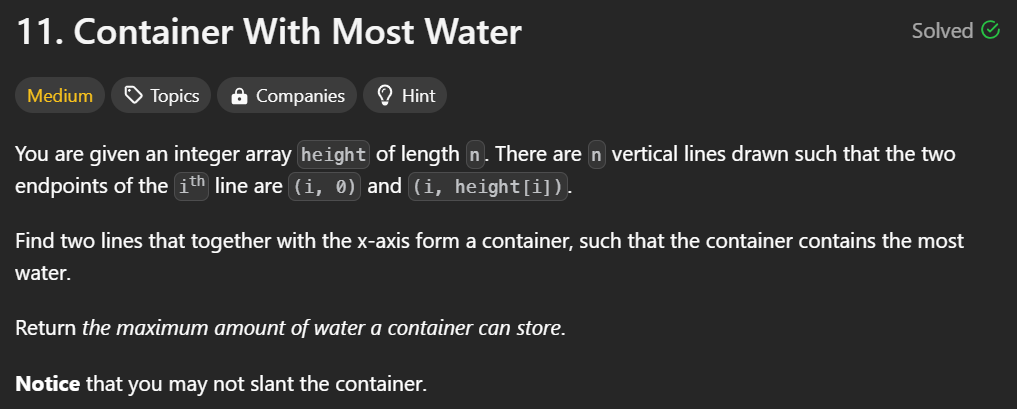 11. Container With Most Water
Solved
Medium Topics Companies Hint
You are given an integer array height of length n. There are n vertical lines drawn such that the two
endpoints of the ith line are (i, 0) and (i, height[i]).
Find two lines that together with the x-axis form a container, such that the container contains the most
water.
Return the maximum amount of water a container can store.
Notice that you may not slant the container.